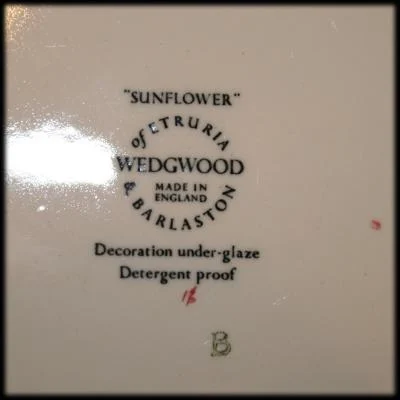 "SUNFLOWER"
of ETRURIA
WEDGWOOD
MADE IN
ENGLAND
& BARLASTON
Decoration under-glaze
Detergent proof
B